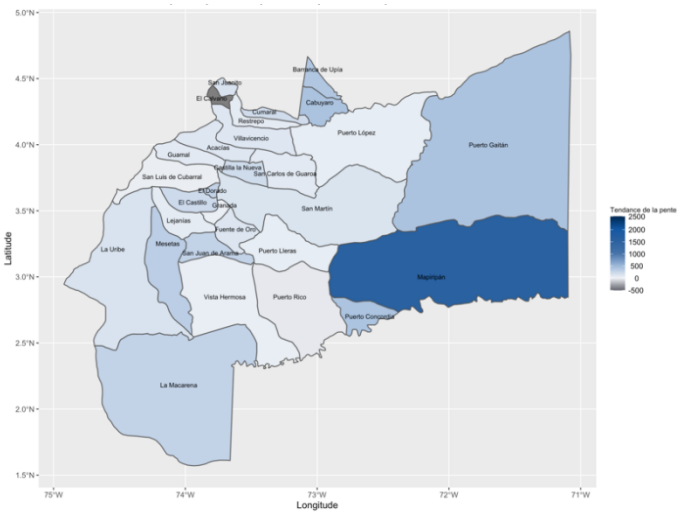 5.0°N
4.5°N
4.0°N
3.5°N
3.0°N
2.5°N
2.0°N
1.5°N
Latitude
75°W
74°W
73°W
72°W
71°W
Longitude
San Juanito
El Calvario
Barranca de Upía
Cabuyaro
Cumaral
Restrepo
Puerto López
Villavicencio
Acacías
Puerto Gaitán
Guamal
Castilla la Nueva
San Carlos de Guaroa
San Luis de Cubarral
El Dorado
El Castillo
Granada
San Martín
Lejanías
Fuente de Oro
La Uribe
Mesetas
San Juan de Arama
Puerto Lleras
Mapiripán
Vista Hermosa
Puerto Rico
Puerto Concordia
La Macarena
Tendance de la pente
2500
2000
1500
1000
500
0
-500